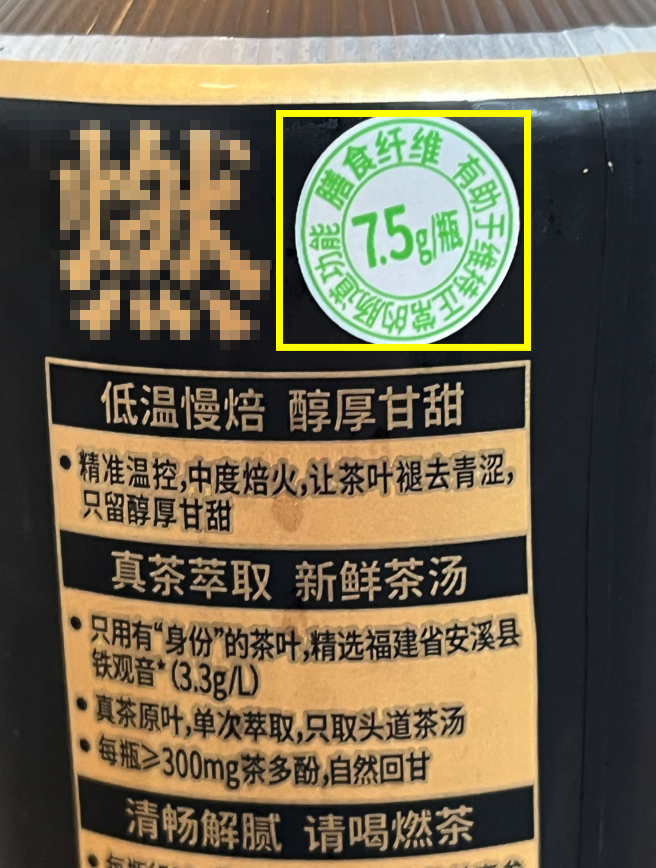 燃
膳食纤维 有助于维持正常的肠道功能
7.5g/瓶
低温慢焙 醇厚甘甜
•精准温控,中度焙火,让茶叶褪去青涩,
只留醇厚甘甜
真茶萃取 新鲜茶汤
•只用有“身份”的茶叶,精选福建省安溪县
铁观音*(3.3g/L)
•真茶原叶,单次萃取,只取头道茶汤
•每瓶≥300mg茶多酚,自然回甘
清畅解腻 请喝燃茶